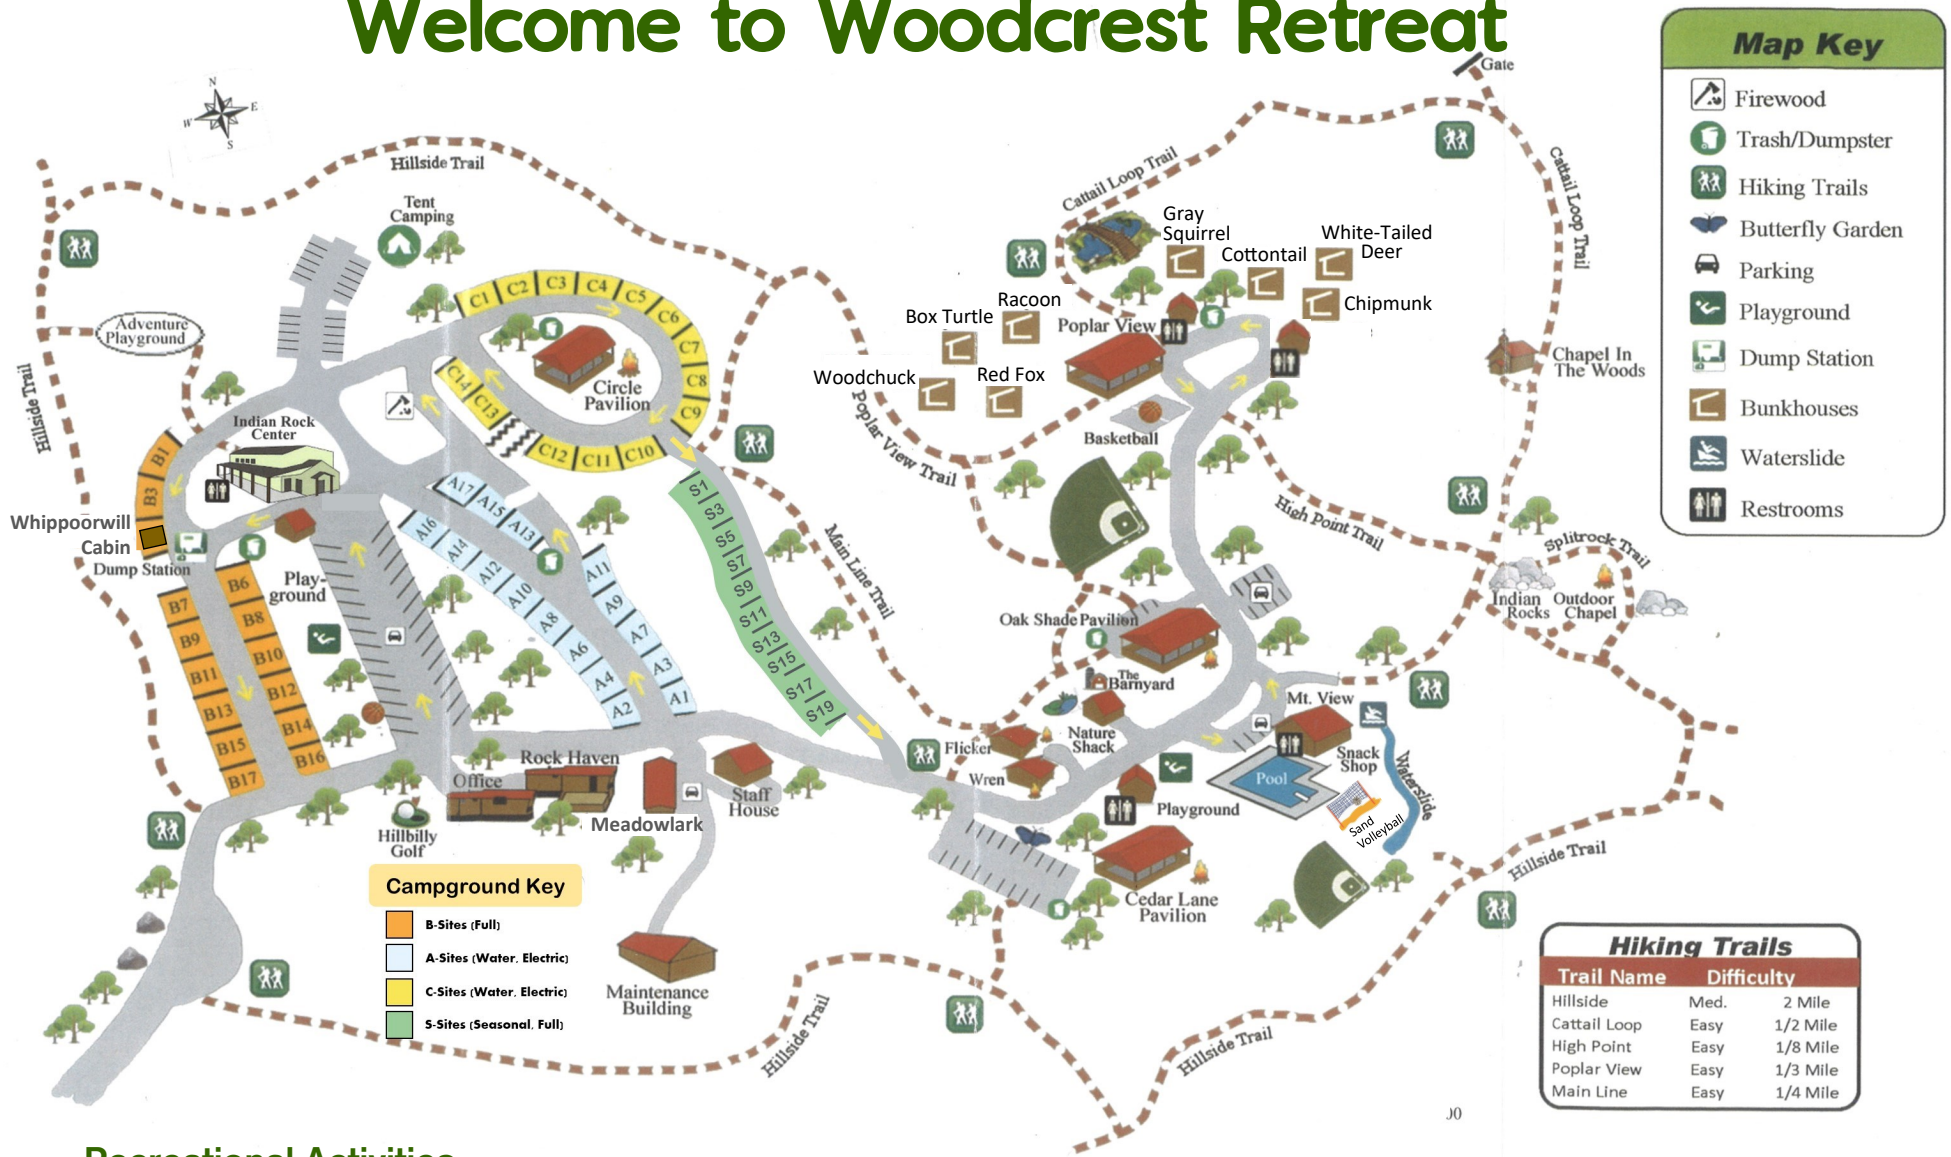 Welcome to Woodcrest Retreat
Gate
Map Key
Firewood
Trash/Dumpster
Hiking Trails
Butterfly Garden
Parking
Playground
Dump Station
Bunkhouses
Waterslide
Restrooms
N
E
W
S
Hillside Trail
Tent
Camping
Adventure
Playground
Hillside Trail
Indian Rock
Center
C1
C2
C3
C4
C5
C6
C7
C8
C9
C10
C11
C12
C13
C14
Circle
Pavilion
Cattail Loop Trail
Cattail Loop Trail
Gray
Squirrel
Cottontail
White-Tailed
Deer
Chipmunk
Racoon
Box Turtle
Poplar View
Woodchuck
Red Fox
Basketball
Chapel In
The Woods
Poplar View Trail
High Point Trail
Main Line Trail
B1
B3
Whippoorwill
Cabin
Dump Station
B6
B7
B8
B9
B10
B11
B12
B13
B14
B15
B16
B17
Play-
ground
A17
A15
A13
A16
A14
A12
A10
A8
A6
A4
A2
A11
A9
A7
A3
A1
S1
S3
S5
S7
S9
S11
S13
S15
S17
S19
Splitrock Trail
Indian
Rocks
Outdoor
Chapel
Oak Shade Pavilion
The
Barnyard
Nature
Shack
Flicker
Wren
Mt. View
Snack
Shop
Pool
Waterslide
Sand
Volleyball
Playground
Cedar Lane
Pavilion
Office
Rock Haven
Meadowlark
Staff
House
Hillbilly
Golf
Maintenance
Building
Hillside Trail
Hillside Trail
Hillside Trail
Campground Key
B-Sites (Full)
A-Sites (Water, Electric)
C-Sites (Water, Electric)
S-Sites (Seasonal, Full)
Hiking Trails
Trail Name Difficulty
Hillside Med. 2 Mile
Cattail Loop Easy 1/2 Mile
High Point Easy 1/8 Mile
Poplar View Easy 1/3 Mile
Main Line Easy 1/4 Mile
Recreational Activities